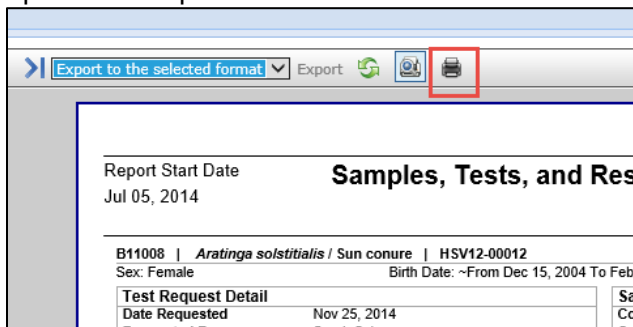 Export to the selected format Export
Report Start Date
Samples, Tests, and Res
Jul 05, 2014
B11008 | Aratinga solstitialis / Sun conure | HSV12-00012
Sex: Female Birth Date: ~From Dec 15, 2004 To Feb
Test Request Detail Sa
Date Requested Nov 25, 2014 Co